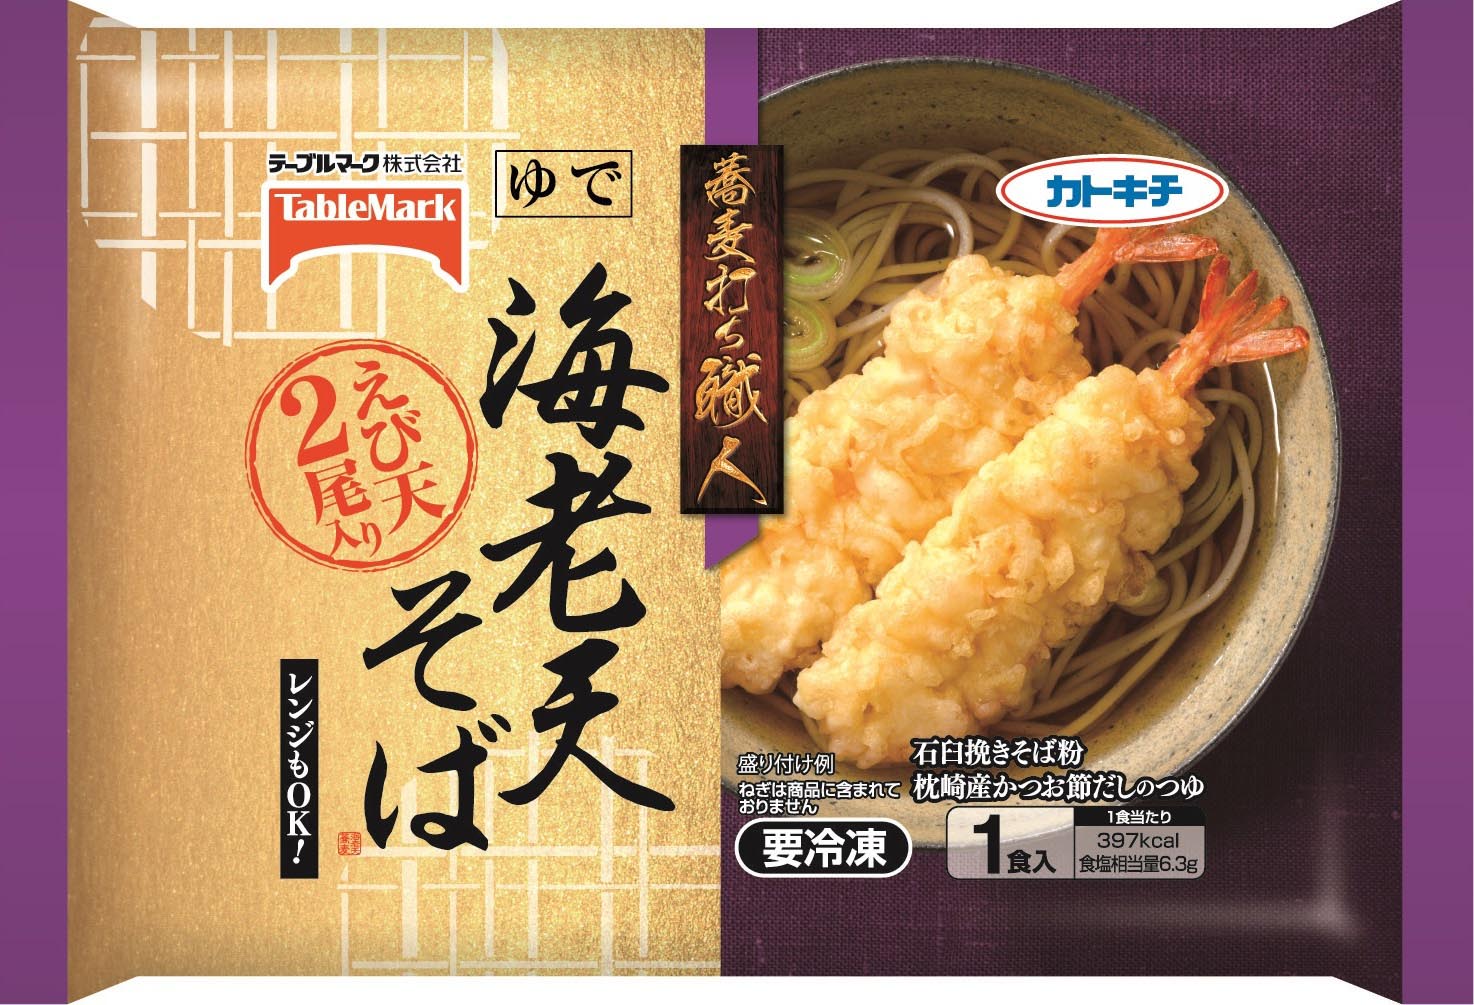 テーブルマーク株式会社
TableMark
ゆで
蕎麦打ち職人
カトキチ
海老天
そば
えび天
2尾入り
レンジもOK!
盛り付け例
ねぎは商品に含まれて
おりません
石臼挽きそば粉
枕崎産かつお節だしのつゆ
要冷凍
1食入
1食当たり
397kcal
食塩相当量6.3g